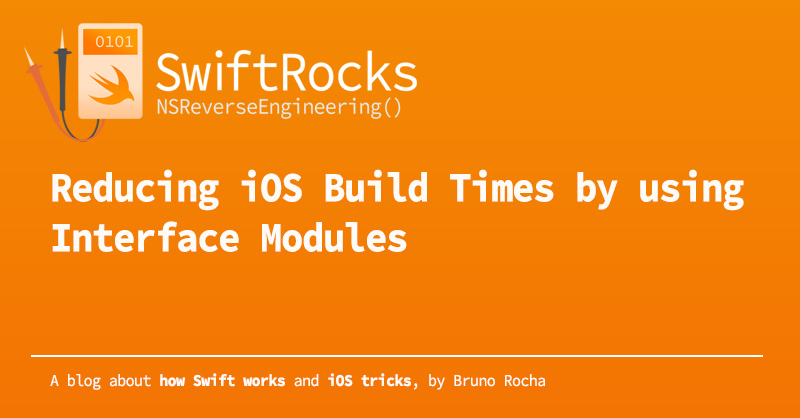 0101
SwiftRocks
NSReverseEngineering()
Reducing iOS Build Times by using
Interface Modules
A blog about how Swift works and iOS tricks, by Bruno Rocha